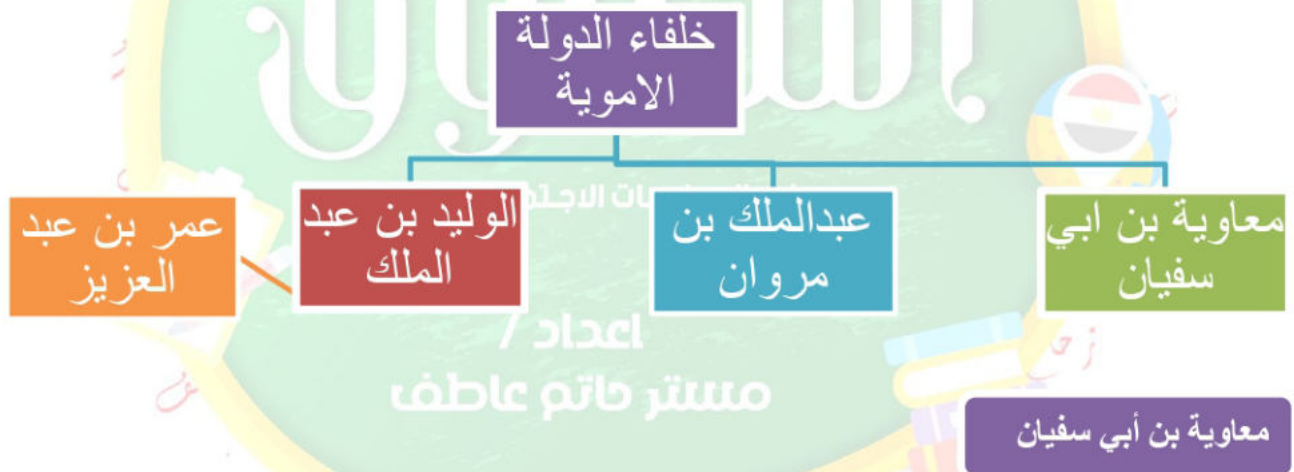 خلفاء الدولة
الاموية
معاوية بن ابي
سفيان
عبدالملك بن
مروان
الوليد بن عبد
الملك
عمر بن عبد
العزيز
اعداد /
مستر حاتم عاطف
معاوية بن أبي سفيان